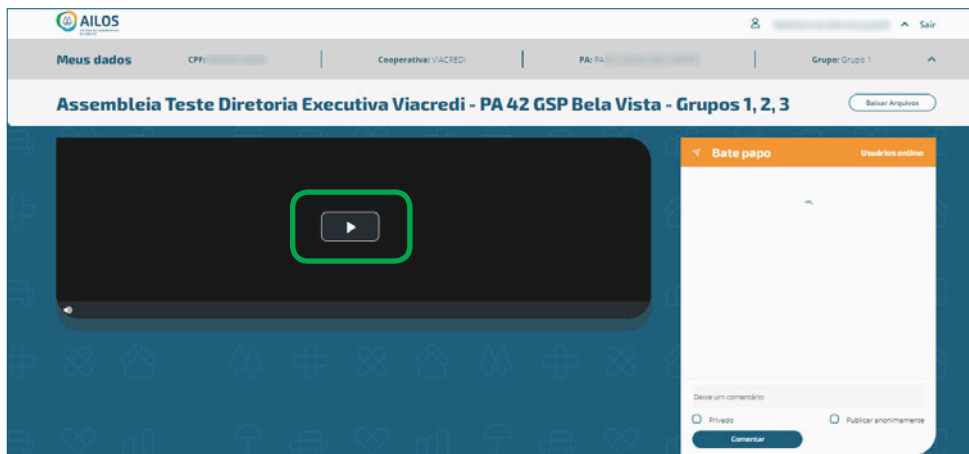 AILOS
Sair
Meus dados CPF: Cooperativa: VIACREDI PA: PA Grupo: Grupo 1
Assembleia Teste Diretoria Executiva Viacredi - PA 42 GSP Bela Vista - Grupos 1, 2, 3 Baixar Arquivos
Bate papo Usuários online:
Deixe um comentário
Privado Publicar anonimamente
Comentar